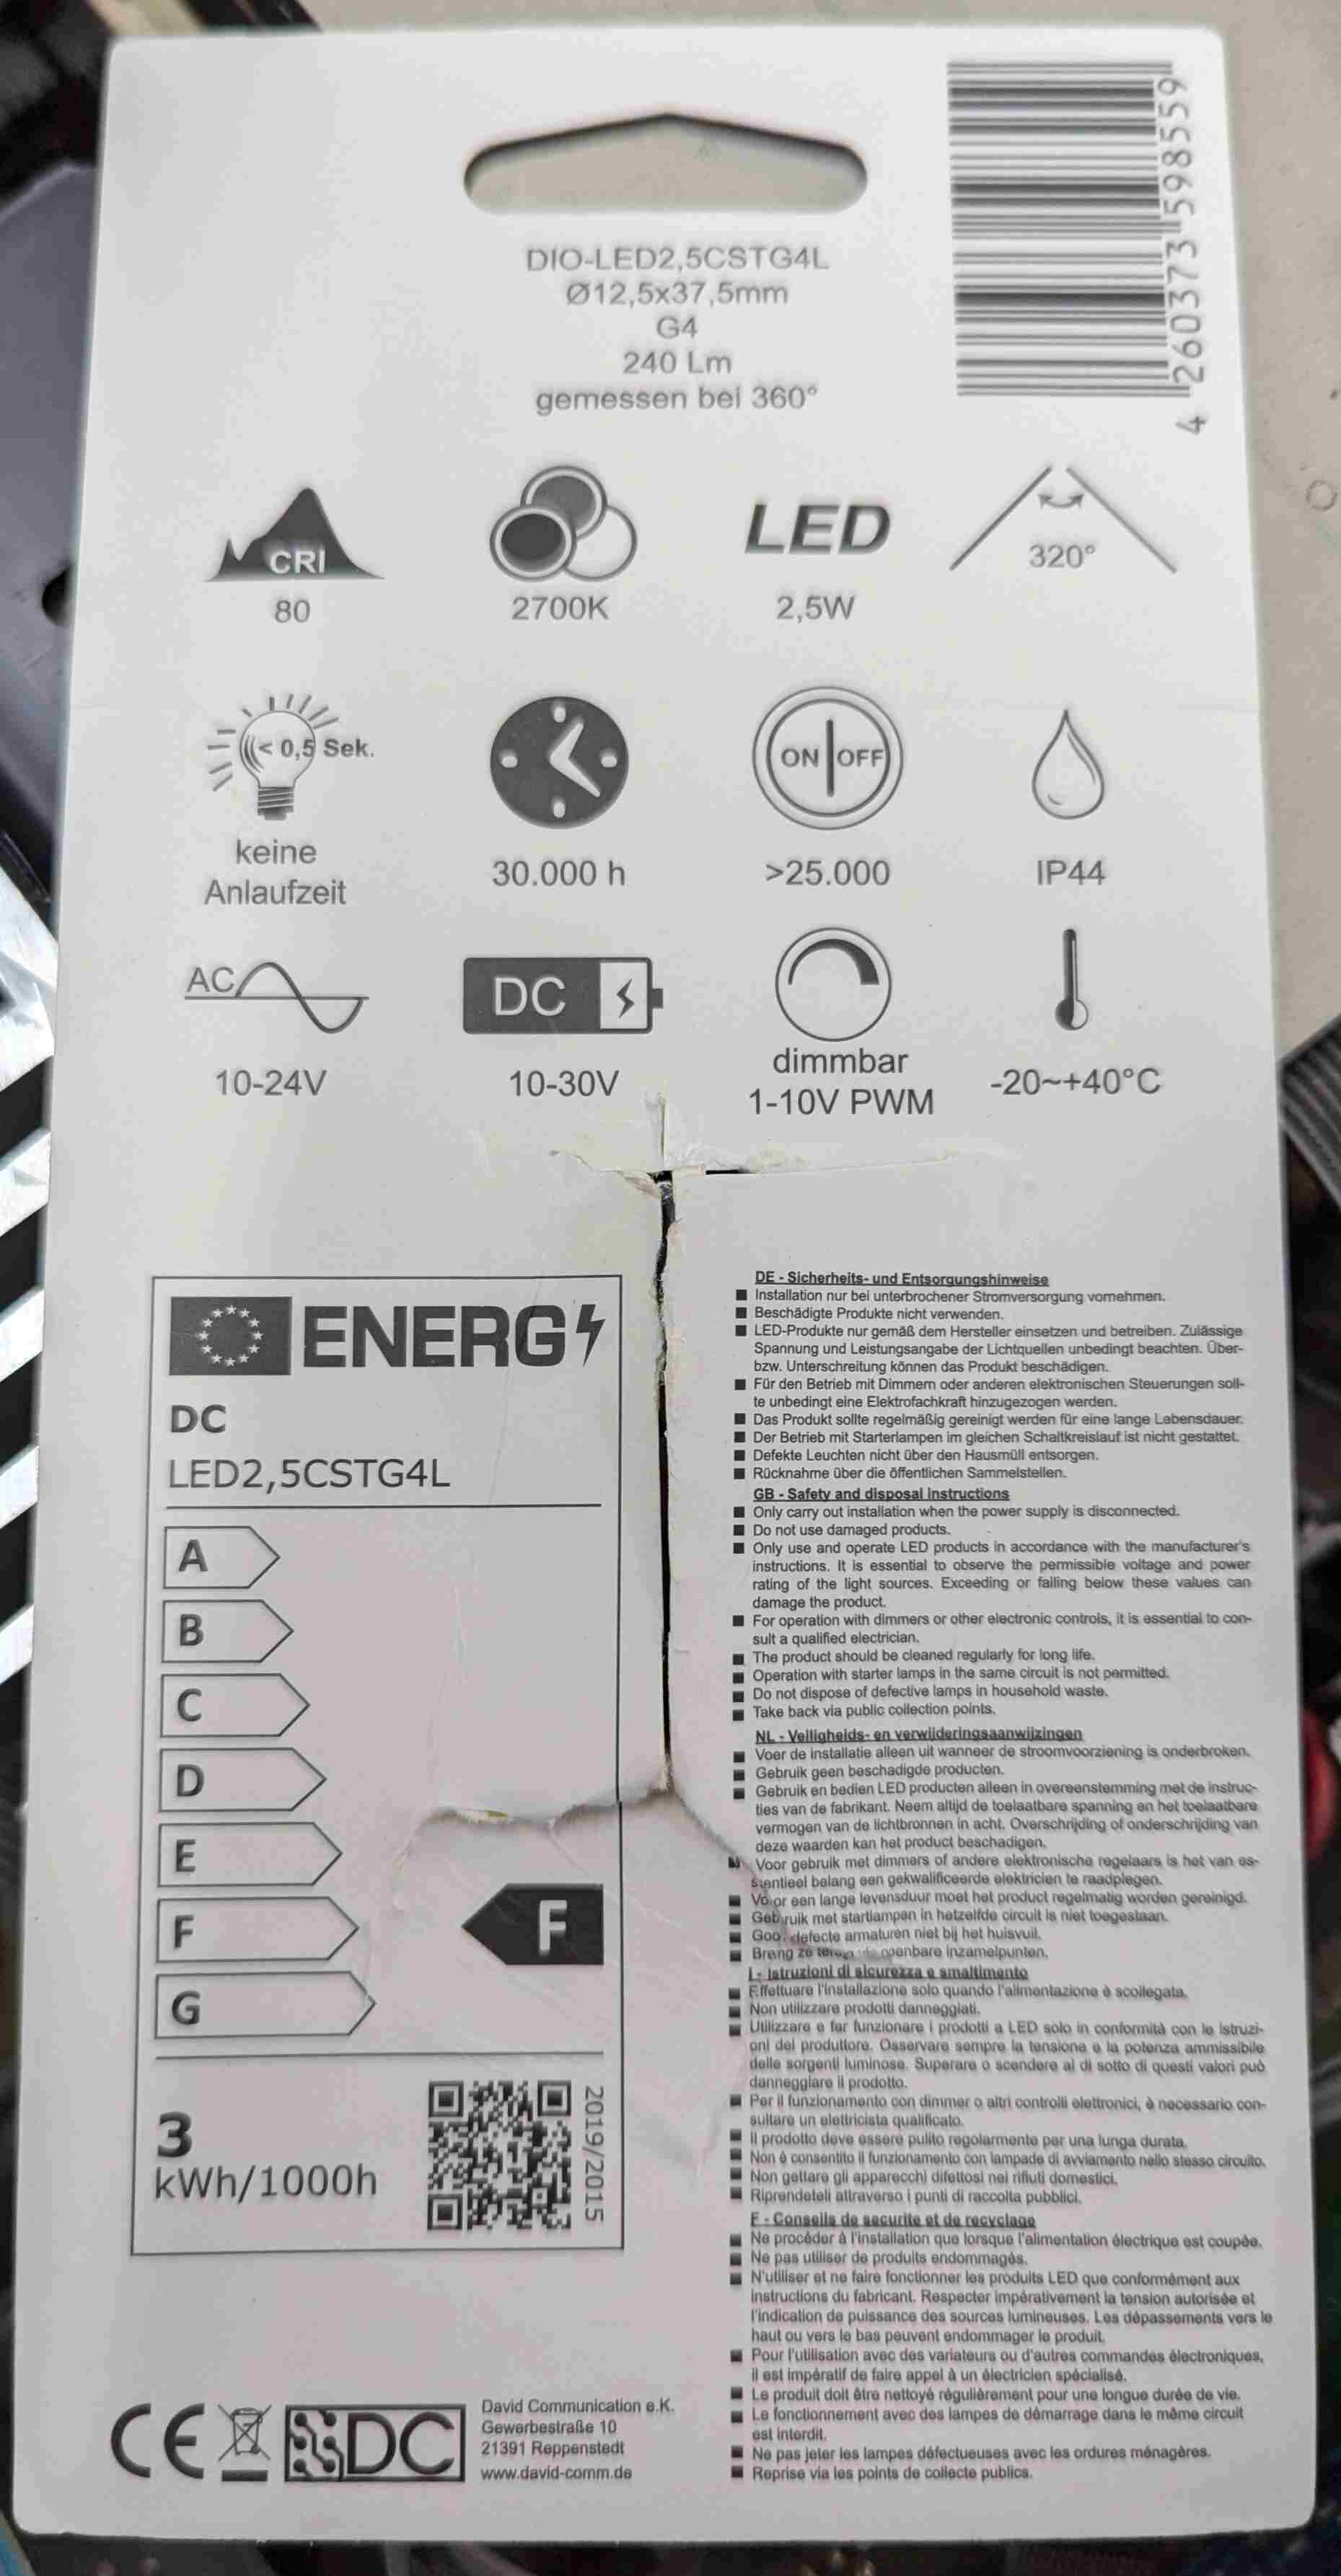 4 260373 598559
DIO-LED2,5CSTG4L
Ø12,5x37,5mm
G4
240 Lm
gemessen bei 360°
CRI
80
2700K
LED
2,5W
320°
< 0,5 Sek.
keine
Anlaufzeit
30.000 h
ON OFF
>25.000
IP44
AC
10-24V
DC
10-30V
dimmbar
1-10V PWM
-20~+40°C
ENERG
DC
LED2,5CSTG4L
A
B
C
D
E
F
G
F
3
kWh/1000h
2019/2015
CE
DC
David Communication e.K.
Gewerbestraße 10
21391 Reppenstedt
www.david-comm.de
DE - Sicherheits- und Entsorgungshinweise
■ Installation nur bei unterbrochener Stromversorgung vornehmen.
■ Beschädigte Produkte nicht verwenden.
■ LED-Produkte nur gemäß dem Hersteller einsetzen und betreiben. Zulässige
Spannung und Leistungsangabe der Lichtquellen unbedingt beachten. Über-
bzw. Unterschreitung können das Produkt beschädigen.
■ Für den Betrieb mit Dimmern oder anderen elektronischen Steuerungen soll-
te unbedingt eine Elektrofachkraft hinzugezogen werden.
■ Das Produkt sollte regelmäßig gereinigt werden für eine lange Lebensdauer.
■ Der Betrieb mit Starterlampen im gleichen Schaltkreislauf ist nicht gestattet.
■ Defekte Leuchten nicht über den Hausmüll entsorgen.
■ Rücknahme über die öffentlichen Sammelstellen.
GB - Safety and disposal Instructions
■ Only carry out installation when the power supply is disconnected.
■ Do not use damaged products.
■ Only use and operate LED products in accordance with the manufacturer's
instructions. It is essential to observe the permissible voltage and power
rating of the light sources. Exceeding or falling below these values can
damage the product.
■ For operation with dimmers or other electronic controls, it is essential to con-
sult a qualified electrician.
■ The product should be cleaned regularly for long life.
■ Operation with starter lamps in the same circuit is not permitted.
■ Do not dispose of defective lamps in household waste.
■ Take back via public collection points.
NL - Veiligheids- en verwijderingsaanwijzingen
■ Voer de installatie alleen uit wanneer de stroomvoorziening is onderbroken.
■ Gebruik geen beschadigde producten.
■ Gebruik en bedien LED producten alleen in overeenstemming met de instruc-
ties van de fabrikant. Neem altijd de toelaatbare spanning en het toelaatbare
vermogen van de lichtbronnen in acht. Overschrijding of onderschrijding van
deze waarden kan het product beschadigen.
■ Voor gebruik met dimmers of andere elektronische regelaars is het van es-
sentieel belang een gekwalificeerde elektricien te raadplegen.
■ Voor een lange levensduur moet het product regelmatig worden gereinigd.
■ Gebruik met startlampen in hetzelfde circuit is niet toegestaan.
■ Gooi defecte armaturen niet bij het huisvuil.
■ Breng ze openbare inzamelpunten.
I - Istruzioni di sicurezza e smaltimento
■ Effettuare l'installazione solo quando l'alimentazione è scollegata.
■ Non utilizzare prodotti danneggiati.
■ Utilizzare e far funzionare i prodotti a LED solo in conformità con le istruzi-
oni del produttore. Osservare sempre la tensione e la potenza ammissibile
delle sorgenti luminose. Superare o scendere al di sotto di questi valori può
danneggiare il prodotto.
■ Per il funzionamento con dimmer o altri controlli elettronici, è necessario con-
sultare un elettricista qualificato.
■ Il prodotto deve essere pulito regolarmente per una lunga durata.
■ Non è consentito il funzionamento con lampade di avviamento nello stesso circuito.
■ Non gettare gli apparecchi difettosi nei rifiuti domestici.
■ Riprendeteli attraverso i punti di raccolta pubblici.
F - Conseils de securite et de recyclage
■ Ne procéder à l'installation que lorsque l'alimentation électrique est coupée.
■ Ne pas utiliser de produits endommagés.
■ N'utiliser et ne faire fonctionner les produits LED que conformément aux
instructions du fabricant. Respecter impérativement la tension autorisée et
l'indication de puissance des sources lumineuses. Les dépassements vers le
haut ou vers le bas peuvent endommager le produit.
■ Pour l'utilisation avec des variateurs ou d'autres commandes électroniques,
il est impératif de faire appel à un électricien spécialisé.
■ Le produit doit être nettoyé régulièrement pour une longue durée de vie.
■ Le fonctionnement avec des lampes de démarrage dans le même circuit
est interdit.
■ Ne pas jeter les lampes défectueuses avec les ordures ménagères.
■ Reprise via les points de collecte publics.